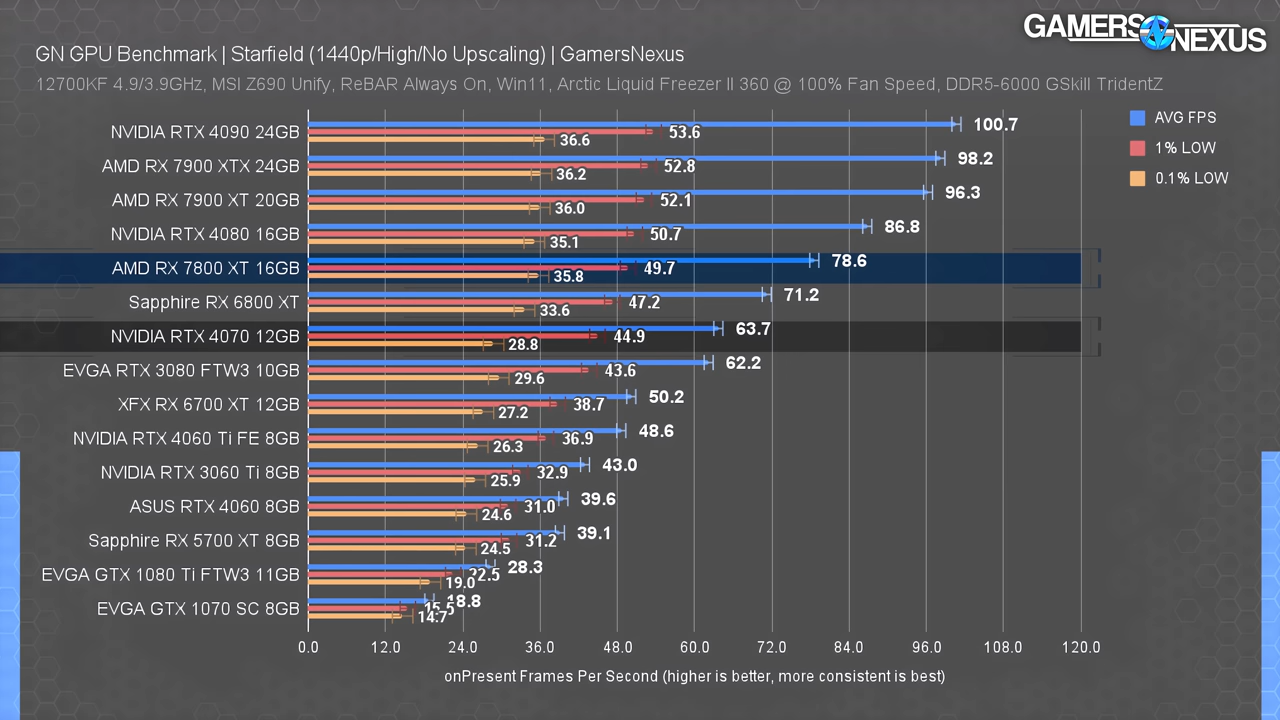 GAMERS NEXUS
GN GPU Benchmark | Starfield (1440p/High/No Upscaling) | GamersNexus
12700KF 4.9/3.9GHz, MSI Z690 Unify, ReBAR Always On, Win11, Arctic Liquid Freezer II 360 @ 100% Fan Speed, DDR5-6000 GSkill TridentZ
AVG FPS
1% LOW
0.1% LOW
NVIDIA RTX 4090 24GB 100.7 53.6 36.6
AMD RX 7900 XTX 24GB 98.2 52.8 36.2
AMD RX 7900 XT 20GB 96.3 52.1 36.0
NVIDIA RTX 4080 16GB 86.8 50.7 35.1
AMD RX 7800 XT 16GB 78.6 49.7 35.8
Sapphire RX 6800 XT 71.2 47.2 33.6
NVIDIA RTX 4070 12GB 63.7 44.9 28.8
EVGA RTX 3080 FTW3 10GB 62.2 43.6 29.6
XFX RX 6700 XT 12GB 50.2 38.7 27.2
NVIDIA RTX 4060 Ti FE 8GB 48.6 36.9 26.3
NVIDIA RTX 3060 Ti 8GB 43.0 32.9 25.9
ASUS RTX 4060 8GB 39.6 31.0 24.6
Sapphire RX 5700 XT 8GB 39.1 31.2 24.5
EVGA GTX 1080 Ti FTW3 11GB 28.3 22.5 19.0
EVGA GTX 1070 SC 8GB 18.8 15.5 14.7
0.0 12.0 24.0 36.0 48.0 60.0 72.0 84.0 96.0 108.0 120.0
onPresent Frames Per Second (higher is better, more consistent is best)